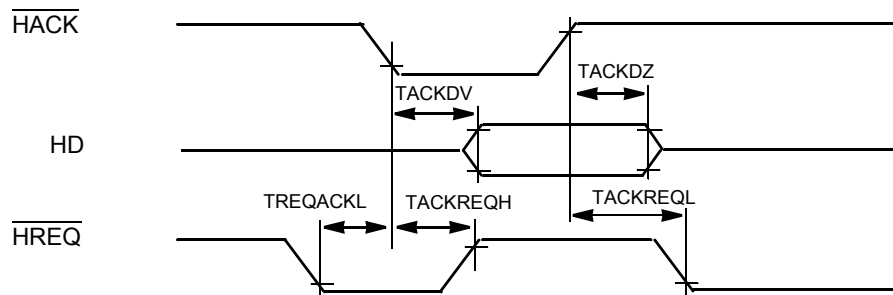 HACK
TACKDZ
TACKDV
HD
TREQACKL TACKREQH TACKREQL
HREQ